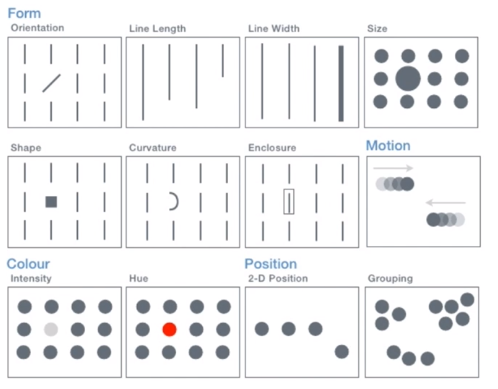 Form
Orientation
Line Length
Line Width
Size
Shape
Curvature
Enclosure
Motion
Colour
Intensity
Hue
Position
2-D Position
Grouping